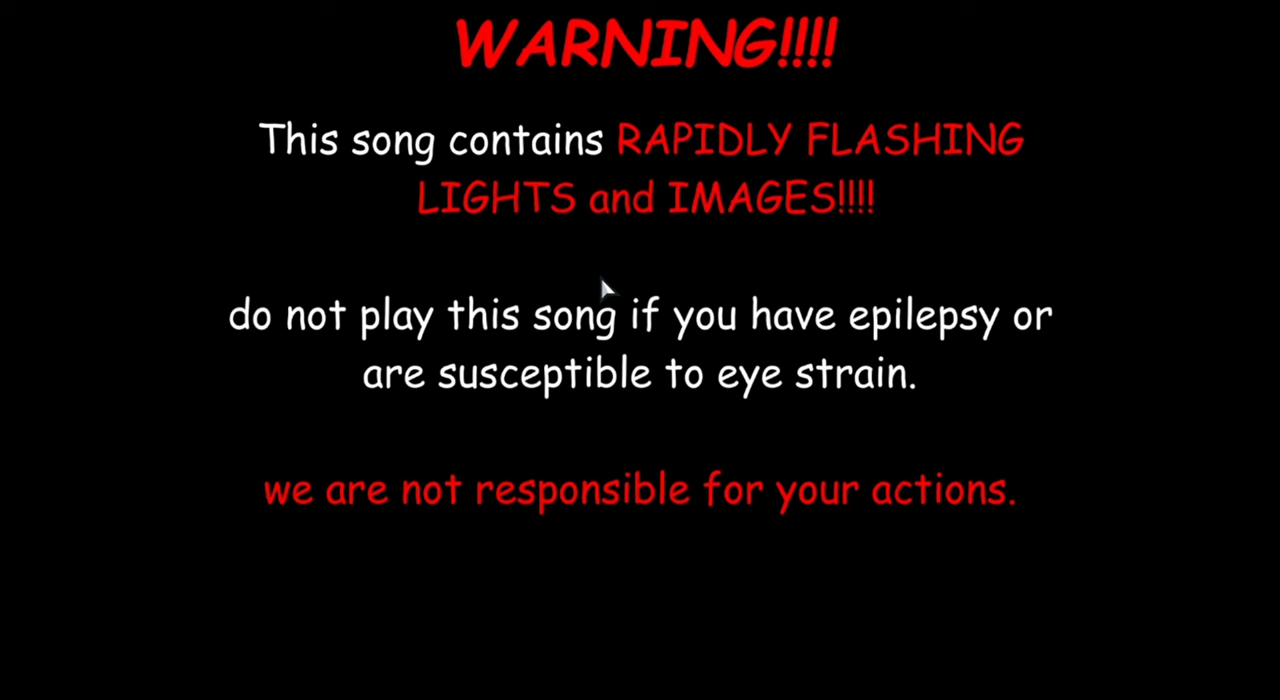 WARNING!!!!
This song contains RAPIDLY FLASHING
LIGHTS and IMAGES!!!!
do not play this song if you have epilepsy or
are susceptible to eye strain.
we are not responsible for your actions.